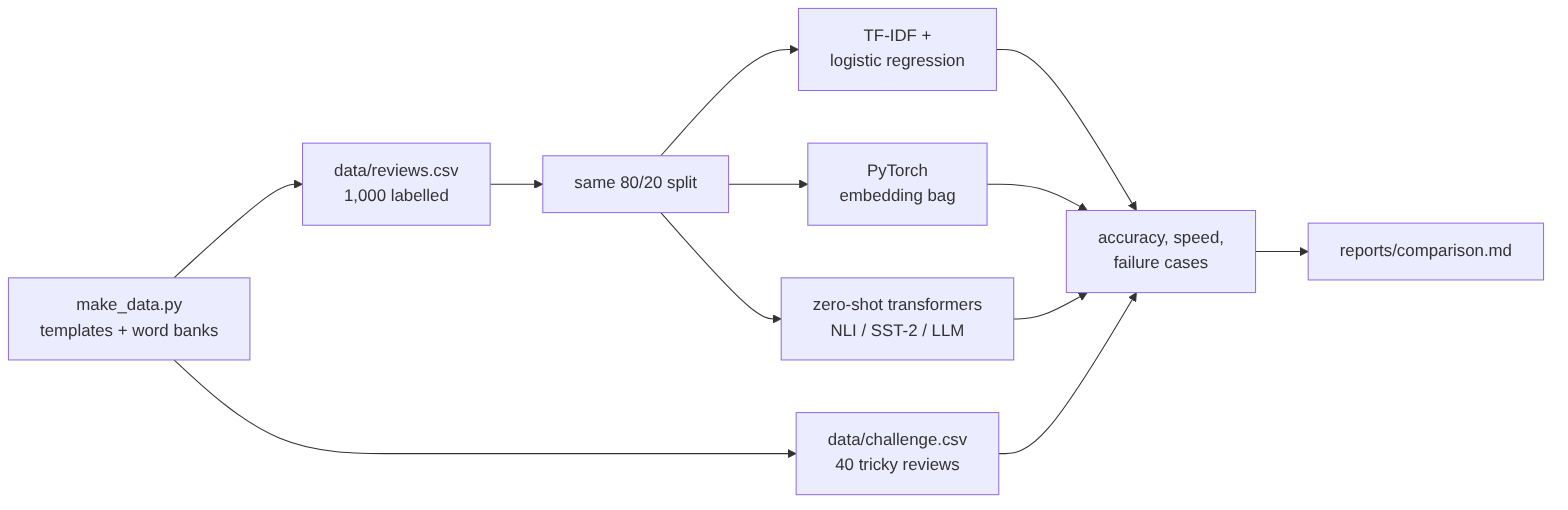 make_data.py
templates + word banks
data/reviews.csv
1,000 labelled
same 80/20 split
TF-IDF +
logistic regression
PyTorch
embedding bag
zero-shot transformers
NLI / SST-2 / LLM
data/challenge.csv
40 tricky reviews
accuracy, speed,
failure cases
reports/comparison.md